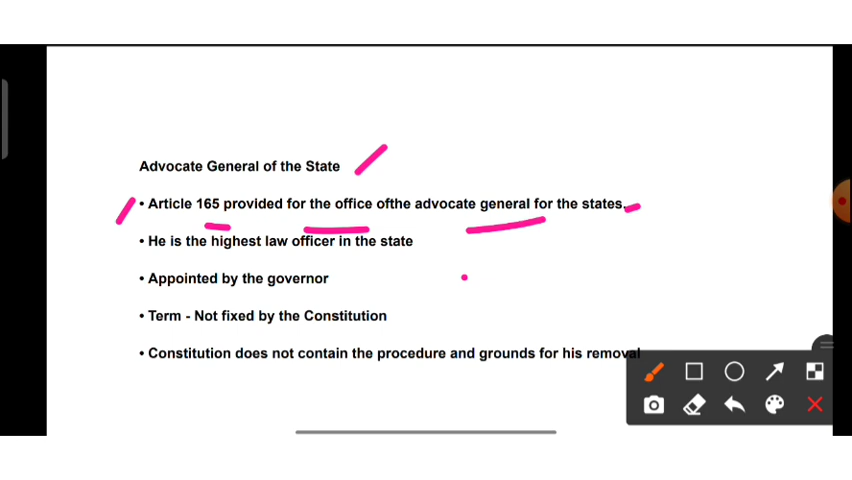 Advocate General of the State
• Article 165 provided for the office ofthe advocate general for the states.
• He is the highest law officer in the state
• Appointed by the governor
• Term - Not fixed by the Constitution
• Constitution does not contain the procedure and grounds for his removal